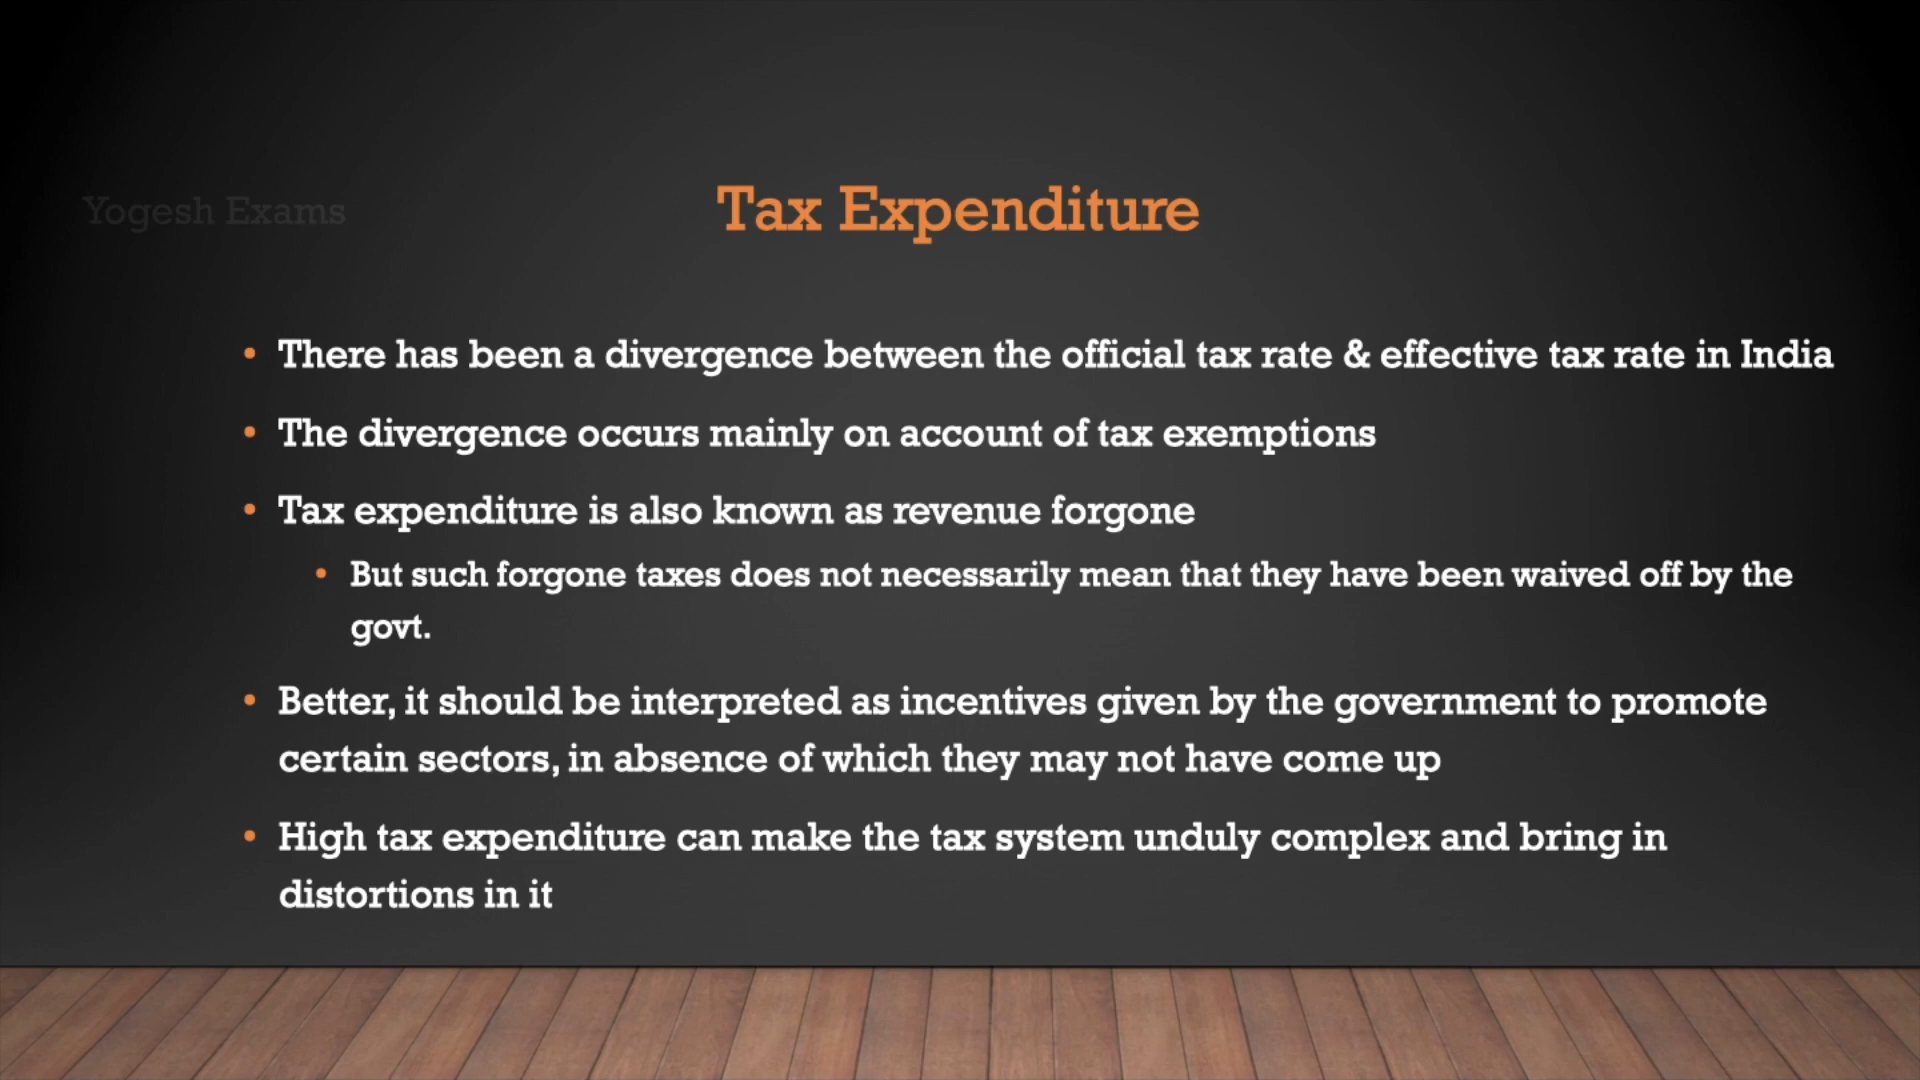 Yogesh Exams
Tax Expenditure
• There has been a divergence between the official tax rate & effective tax rate in India
• The divergence occurs mainly on account of tax exemptions
• Tax expenditure is also known as revenue forgone
• But such forgone taxes does not necessarily mean that they have been waived off by the
govt.
• Better, it should be interpreted as incentives given by the government to promote
certain sectors, in absence of which they may not have come up
• High tax expenditure can make the tax system unduly complex and bring in
distortions in it